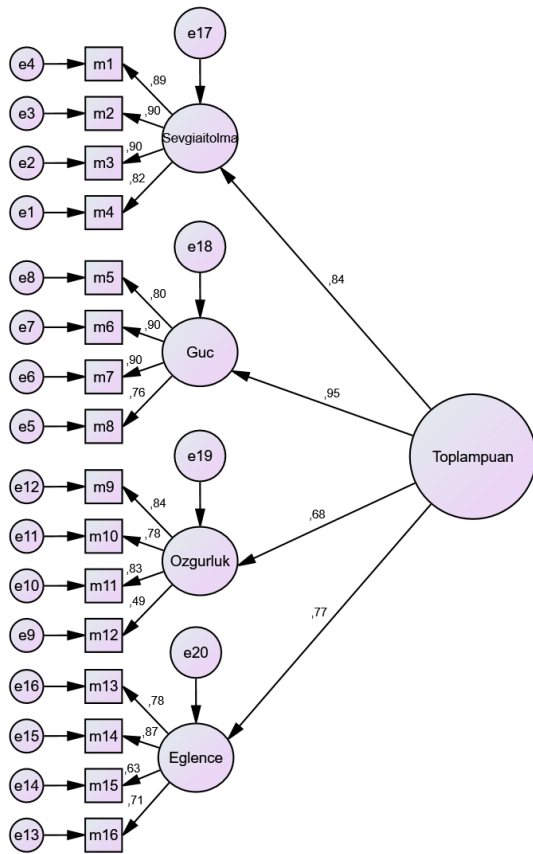 e17
e4
m1
,89
e3
m2
,90
Sevgiaitolma
e2
m3
,90
e1
m4
,82
e18
e8
m5
,80
e7
m6
,90
Guc
e6
m7
,90
e5
m8
,76
,84
,95
Toplampuan
,68
,77
e19
e12
m9
,84
e11
m10
,78
Ozgurluk
e10
m11
,83
e9
m12
,49
e20
e16
m13
,78
e15
m14
,87
Eglence
e14
m15
,63
e13
m16
,71